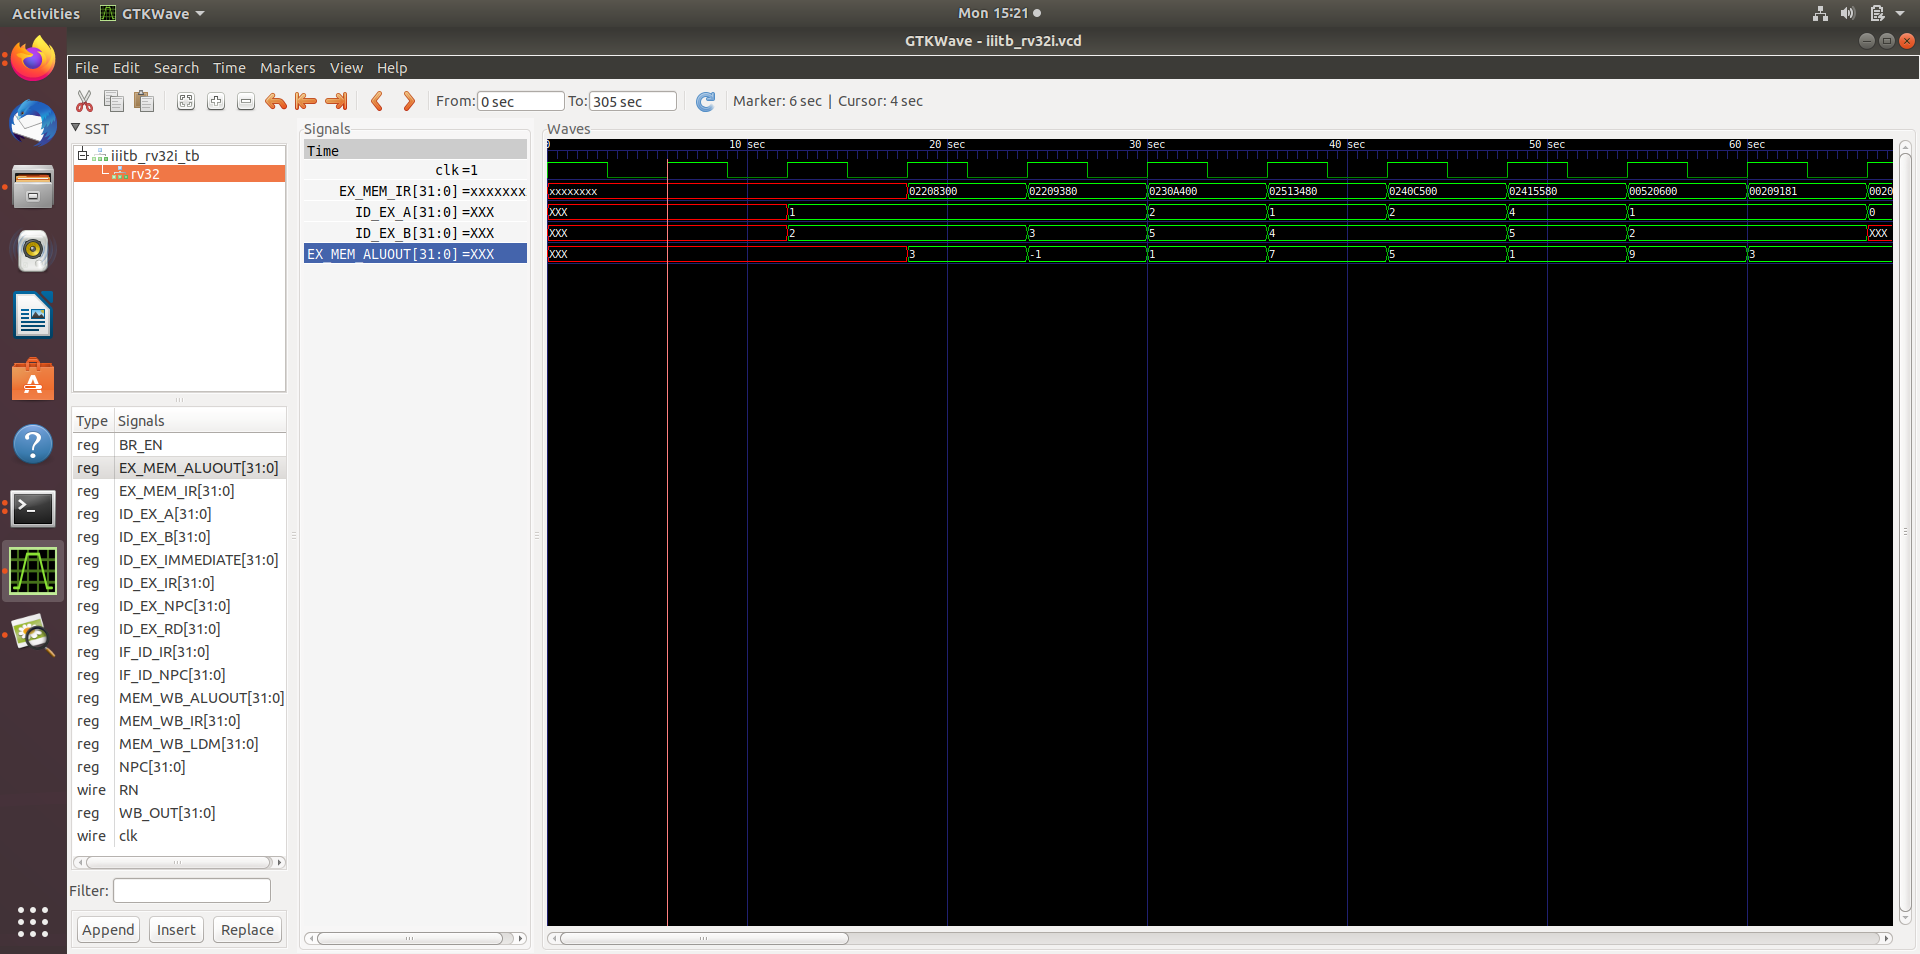 Activities GTKWave Mon 15:21
GTKWave - iiitb_rv32i.vcd
File Edit Search Time Markers View Help
From: 0 sec To: 305 sec Marker: 6 sec | Cursor: 4 sec
SST
iiitb_rv32i_tb
rv32
Type Signals
reg BR_EN
reg EX_MEM_ALUOUT[31:0]
reg EX_MEM_IR[31:0]
reg ID_EX_A[31:0]
reg ID_EX_B[31:0]
reg ID_EX_IMMEDIATE[31:0]
reg ID_EX_IR[31:0]
reg ID_EX_NPC[31:0]
reg ID_EX_RD[31:0]
reg IF_ID_IR[31:0]
reg IF_ID_NPC[31:0]
reg MEM_WB_ALUOUT[31:0]
reg MEM_WB_IR[31:0]
reg MEM_WB_LDM[31:0]
reg NPC[31:0]
wire RN
reg WB_OUT[31:0]
wire clk
Filter:
Append Insert Replace
Signals
Time
clk =1
EX_MEM_IR[31:0] =xxxxxxx
ID_EX_A[31:0] =XXX
ID_EX_B[31:0] =XXX
EX_MEM_ALUOUT[31:0] =XXX
Waves
0 10 sec 20 sec 30 sec 40 sec 50 sec 60 sec
xxxxxxxx 02208300 02209380 0230A400 02513480 0240C500 02415580 00520600 00209181 0020
XXX 1 2 1 2 4 1 0
XXX 2 3 5 4 5 2 XXX
XXX 3 -1 1 7 5 1 9 3